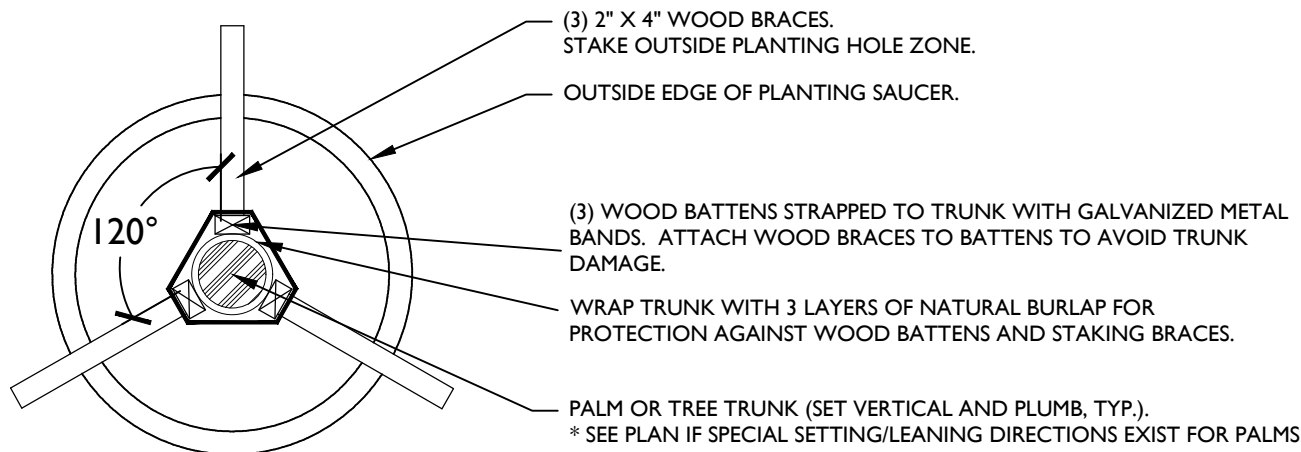 (3) 2" X 4" WOOD BRACES.
STAKE OUTSIDE PLANTING HOLE ZONE.
OUTSIDE EDGE OF PLANTING SAUCER.
120°
(3) WOOD BATTENS STRAPPED TO TRUNK WITH GALVANIZED METAL
BANDS. ATTACH WOOD BRACES TO BATTENS TO AVOID TRUNK
DAMAGE.
WRAP TRUNK WITH 3 LAYERS OF NATURAL BURLAP FOR
PROTECTION AGAINST WOOD BATTENS AND STAKING BRACES.
PALM OR TREE TRUNK (SET VERTICAL AND PLUMB, TYP.).
* SEE PLAN IF SPECIAL SETTING/LEANING DIRECTIONS EXIST FOR PALMS